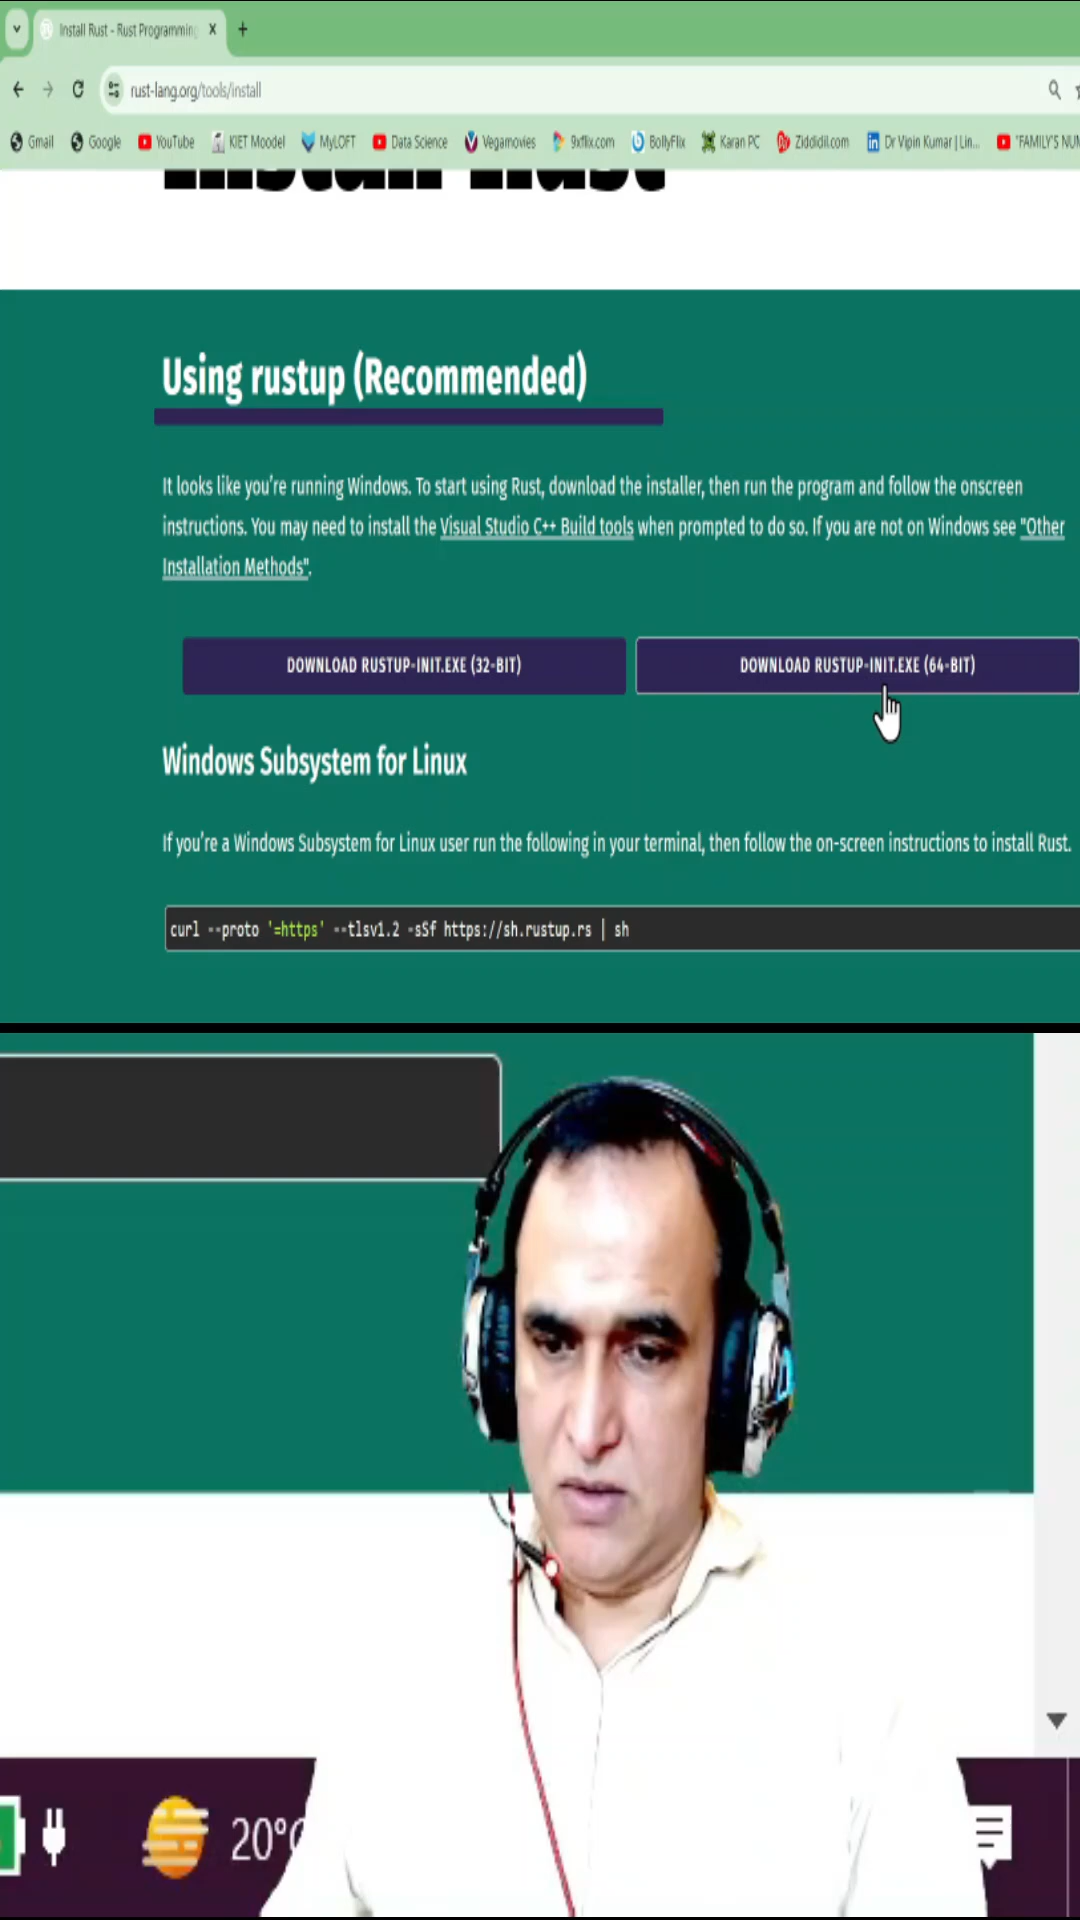 Install Rust - Rust Programming
rust-lang.org/tools/install
Gmail Google YouTube KIET Moodel MyLOFT Data Science Vegamovies 9xflix.com BollyFlix Karan PC Ziddidil.com Dr Vipin Kumar | Lin... "FAMILY'S NUM
Install Rust
Using rustup (Recommended)
It looks like you're running Windows. To start using Rust, download the installer, then run the program and follow the onscreen
instructions. You may need to install the Visual Studio C++ Build tools when prompted to do so. If you are not on Windows see "Other
Installation Methods".
DOWNLOAD RUSTUP-INIT.EXE (32-BIT) DOWNLOAD RUSTUP-INIT.EXE (64-BIT)
Windows Subsystem for Linux
If you're a Windows Subsystem for Linux user run the following in your terminal, then follow the on-screen instructions to install Rust.
curl --proto '=https' --tlsv1.2 -sSf https://sh.rustup.rs | sh
20°C